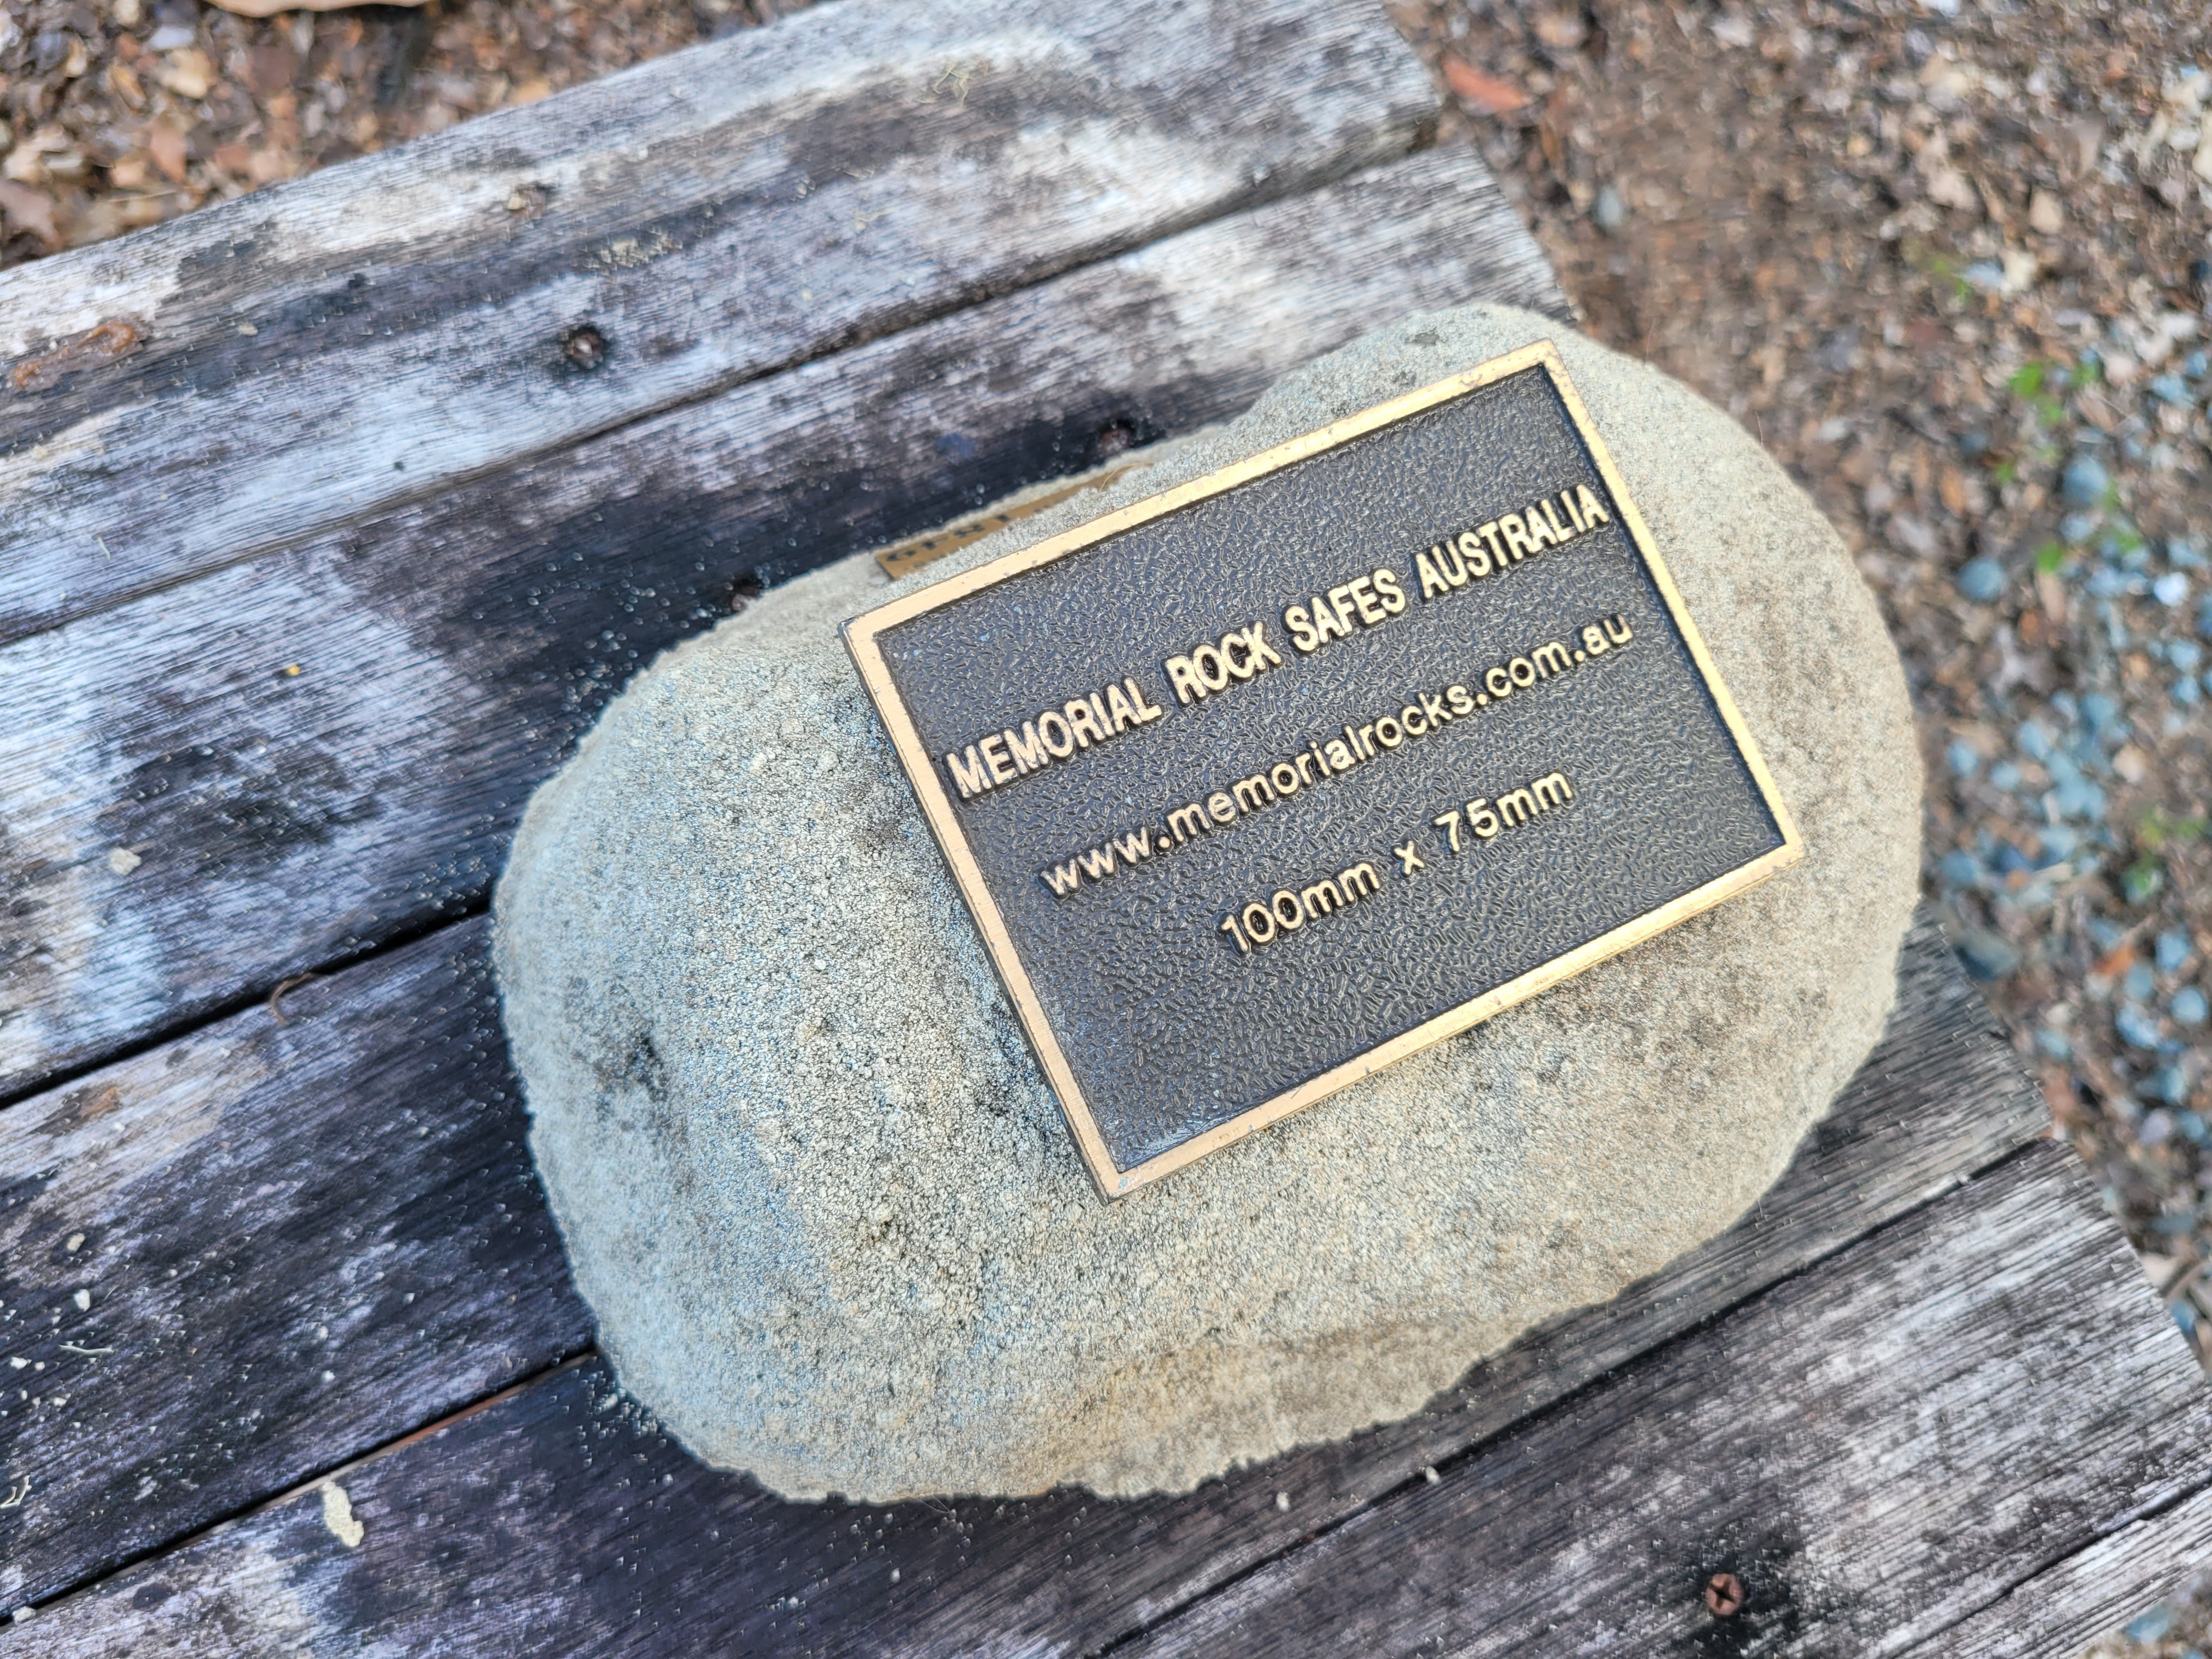 MEMORIAL ROCK SAFES AUSTRALIA
www.memorialrocks.com.au
100mm x 75mm